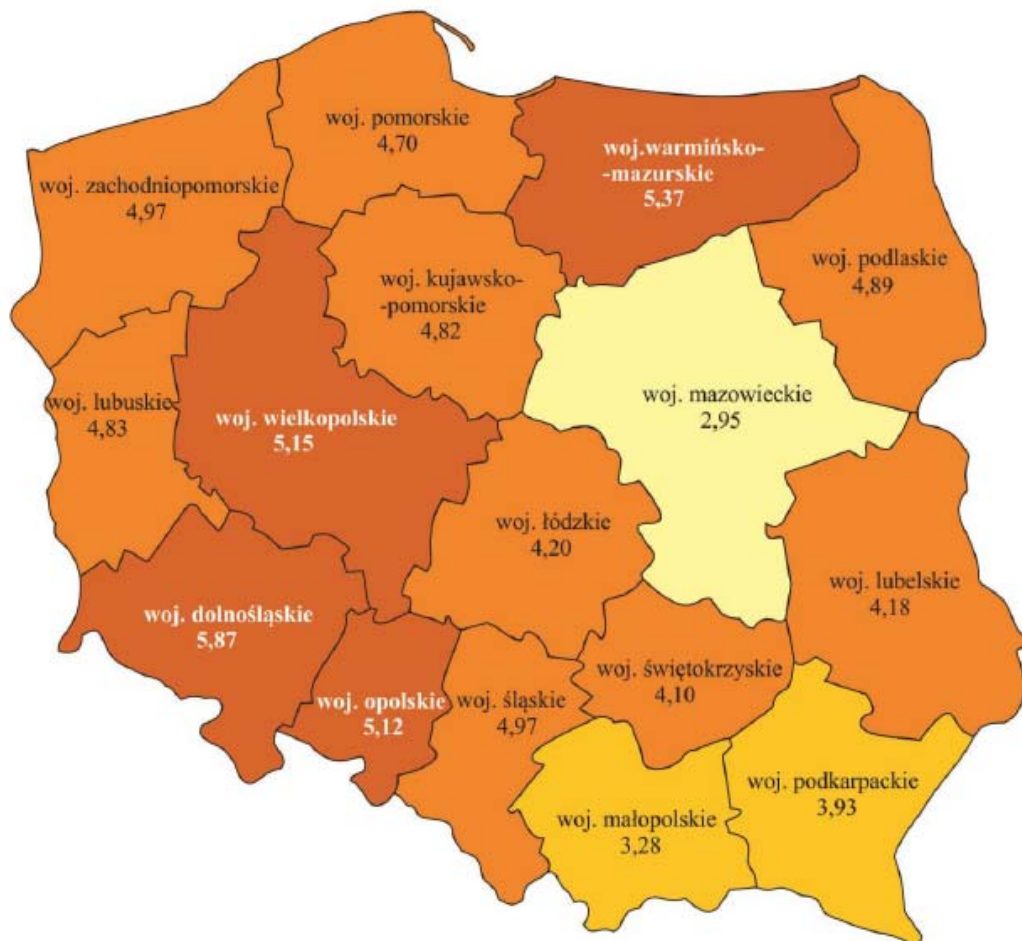 woj. pomorskie
4,70
woj.warmińsko-
-mazurskie
5,37
woj. zachodniopomorskie
4,97
woj. podlaskie
4,89
woj. kujawsko-
-pomorskie
4,82
woj. mazowieckie
2,95
woj. lubuskie
4,83
woj. wielkopolskie
5,15
woj. łódzkie
4,20
woj. lubelskie
4,18
woj. dolnośląskie
5,87
woj. świętokrzyskie
4,10
woj. opolskie
5,12
woj. śląskie
4,97
woj. podkarpackie
3,93
woj. małopolskie
3,28